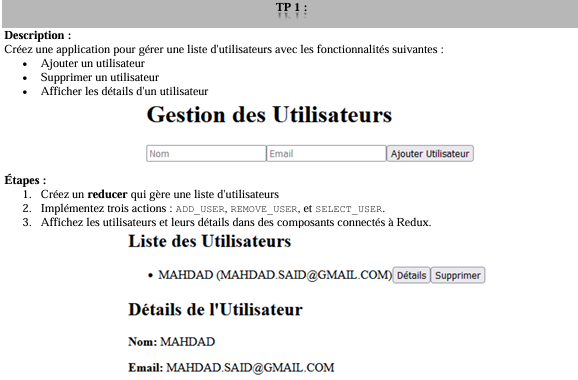 TP 1 :
Description :
Créez une application pour gérer une liste d'utilisateurs avec les fonctionnalités suivantes :
• Ajouter un utilisateur
• Supprimer un utilisateur
• Afficher les détails d'un utilisateur
Gestion des Utilisateurs
Nom Email Ajouter Utilisateur
Étapes :
1. Créez un reducer qui gère une liste d'utilisateurs
2. Implémentez trois actions : ADD_USER, REMOVE_USER, et SELECT_USER.
3. Affichez les utilisateurs et leurs détails dans des composants connectés à Redux.
Liste des Utilisateurs
• MAHDAD (MAHDAD.SAID@GMAIL.COM) Détails Supprimer
Détails de l'Utilisateur
Nom: MAHDAD
Email: MAHDAD.SAID@GMAIL.COM